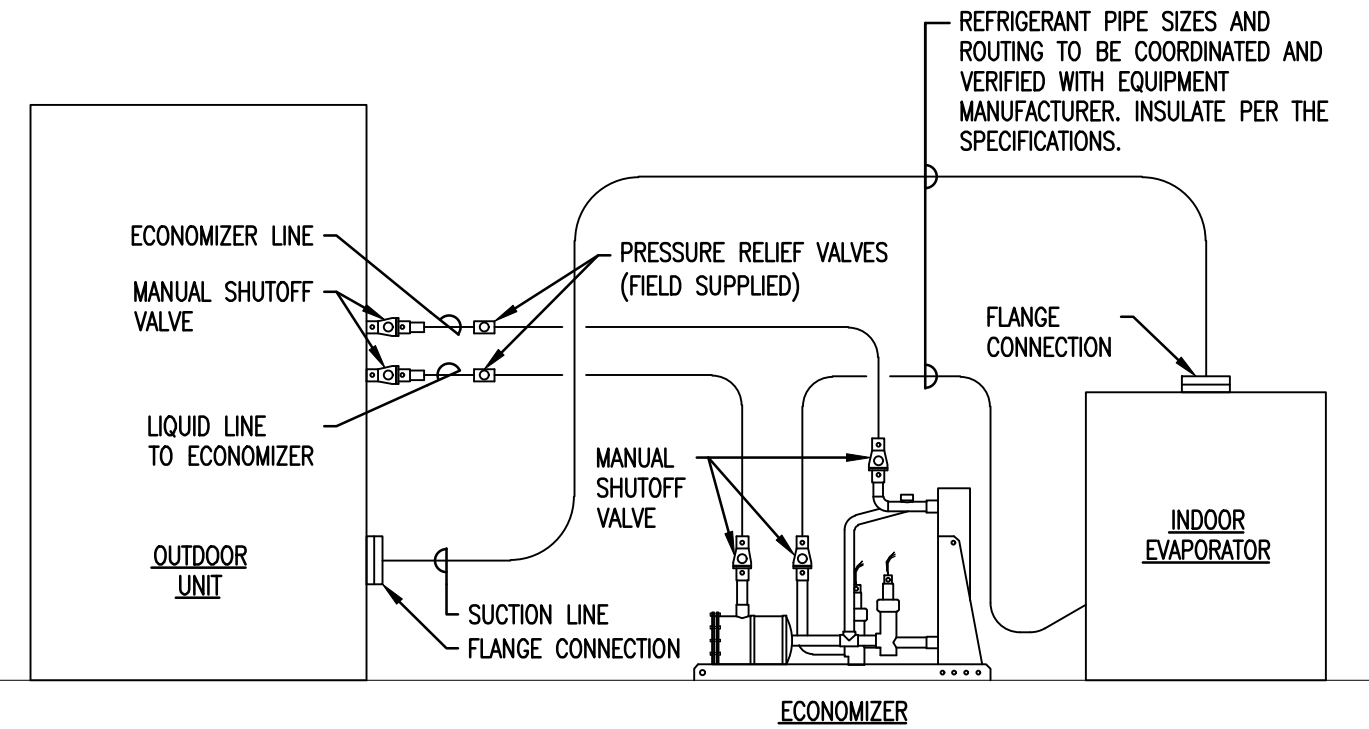 REFRIGERANT PIPE SIZES AND
ROUTING TO BE COORDINATED AND
VERIFIED WITH EQUIPMENT
MANUFACTURER. INSULATE PER THE
SPECIFICATIONS.
ECONOMIZER LINE
PRESSURE RELIEF VALVES
(FIELD SUPPLIED)
MANUAL SHUTOFF
VALVE
FLANGE
CONNECTION
LIQUID LINE
TO ECONOMIZER
MANUAL
SHUTOFF
VALVE
OUTDOOR
UNIT
INDOOR
EVAPORATOR
SUCTION LINE
FLANGE CONNECTION
ECONOMIZER